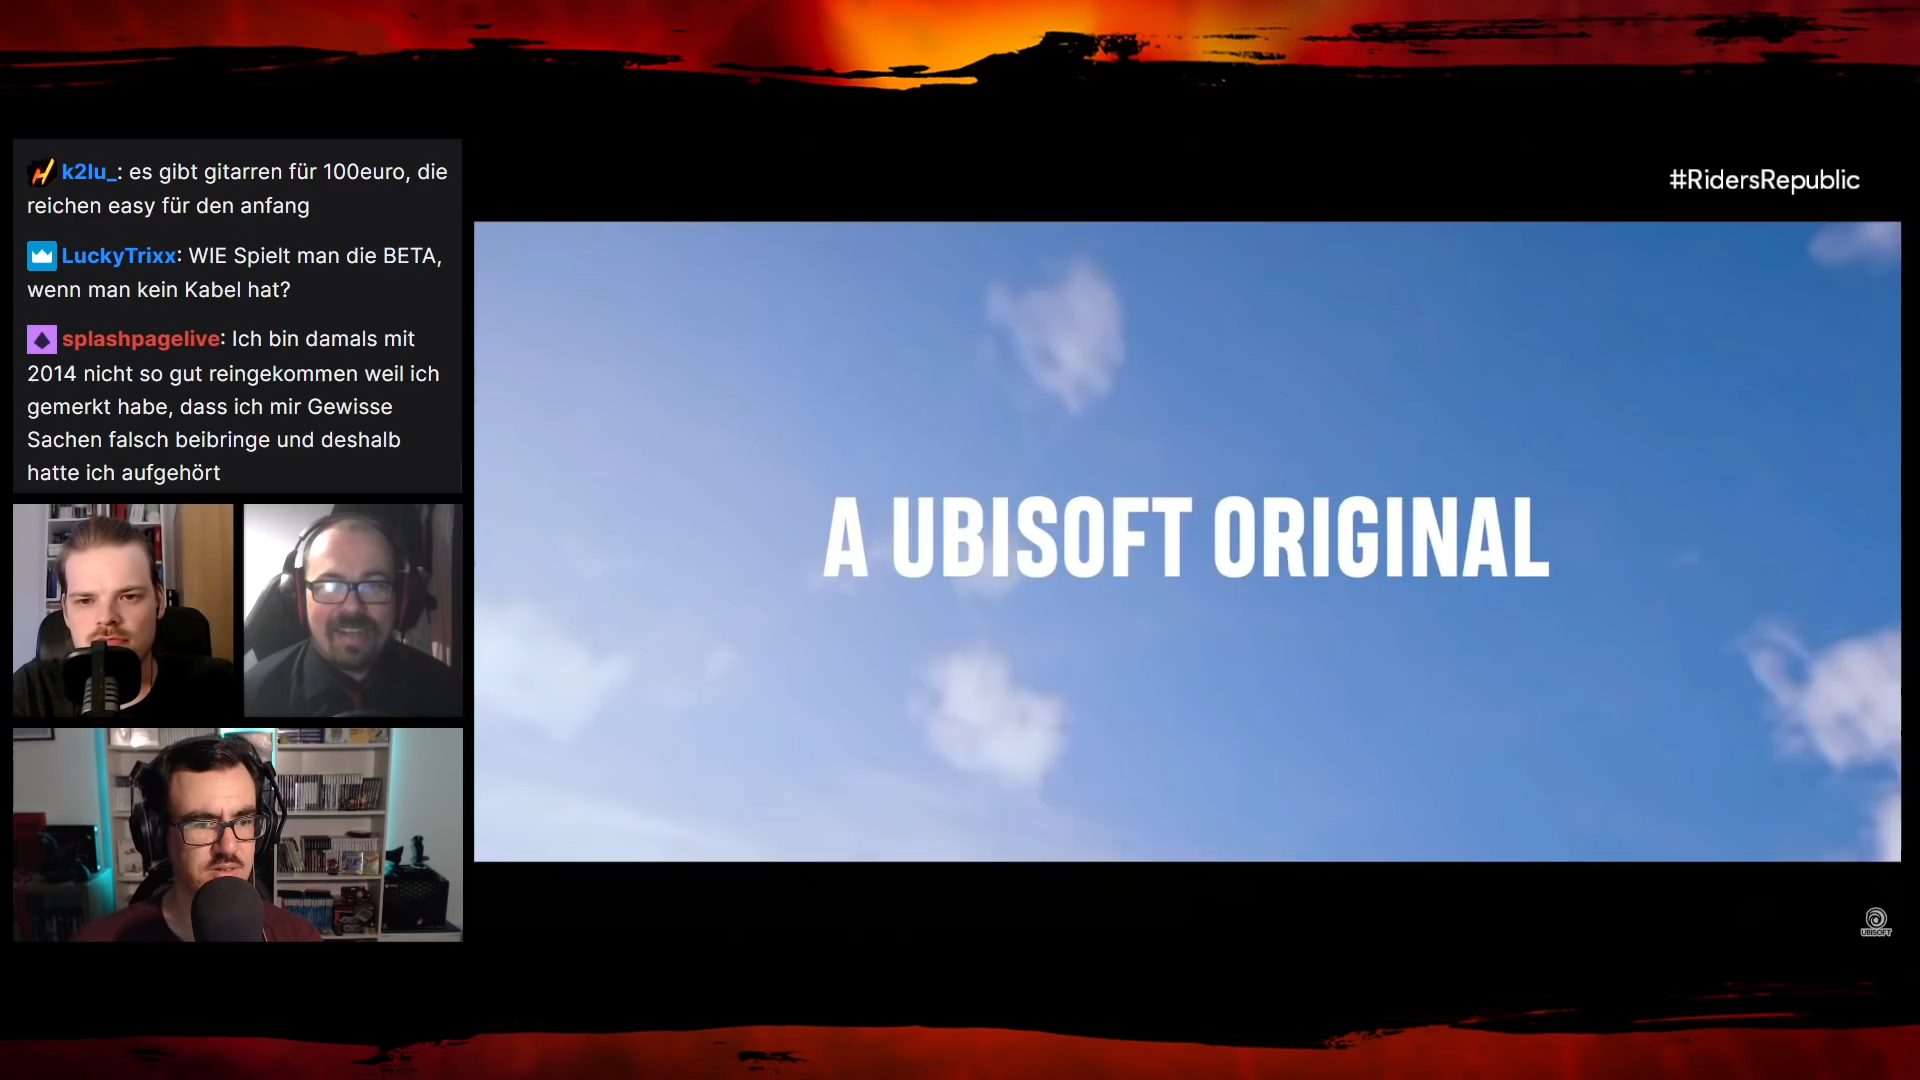 k2lu_: es gibt gitarren für 100euro, die
reichen easy für den anfang
LuckyTrixx: WIE Spielt man die BETA,
wenn man kein Kabel hat?
splashpagelive: Ich bin damals mit
2014 nicht so gut reingekommen weil ich
gemerkt habe, dass ich mir Gewisse
Sachen falsch beibringe und deshalb
hatte ich aufgehört
#RidersRepublic
A UBISOFT ORIGINAL
UBISOFT